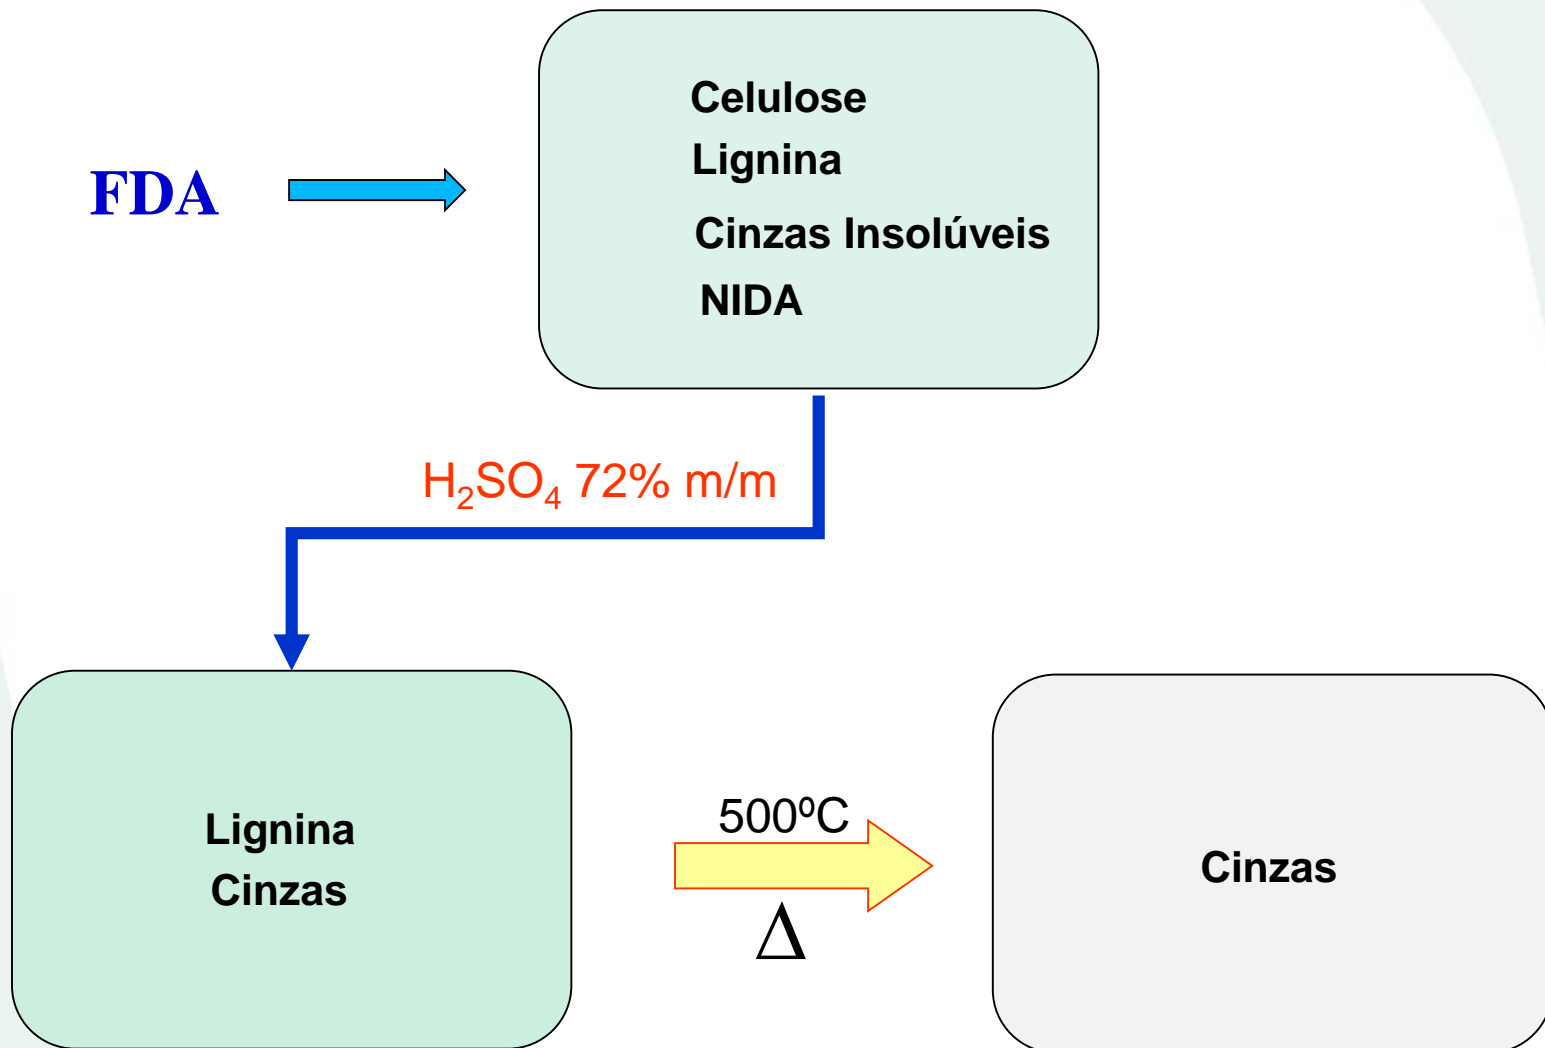 Celulose
Lignina
FDA
Cinzas Insolúveis
NIDA
H₂SO₄ 72% m/m
500ºC
Lignina
Cinzas
Cinzas
Δ